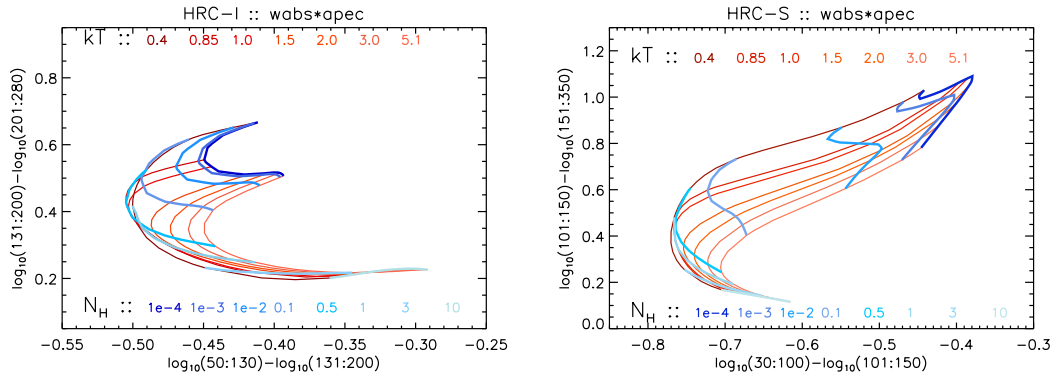 HRC-I :: wabs*apec
kT :: 0.4 0.85 1.0 1.5 2.0 3.0 5.1
0.8
0.6
0.4
0.2
log10(131:200)-log10(201:280)
N_H :: 1e-4 1e-3 1e-2 0.1 0.5 1 3 10
-0.55 -0.50 -0.45 -0.40 -0.35 -0.30 -0.25
log10(50:130)-log10(131:200)
HRC-S :: wabs*apec
kT :: 0.4 0.85 1.0 1.5 2.0 3.0 5.1
1.2
1.0
0.8
0.6
0.4
0.2
0.0
log10(101:150)-log10(151:350)
N_H :: 1e-4 1e-3 1e-2 0.1 0.5 1 3 10
-0.8 -0.7 -0.6 -0.5 -0.4 -0.3
log10(30:100)-log10(101:150)